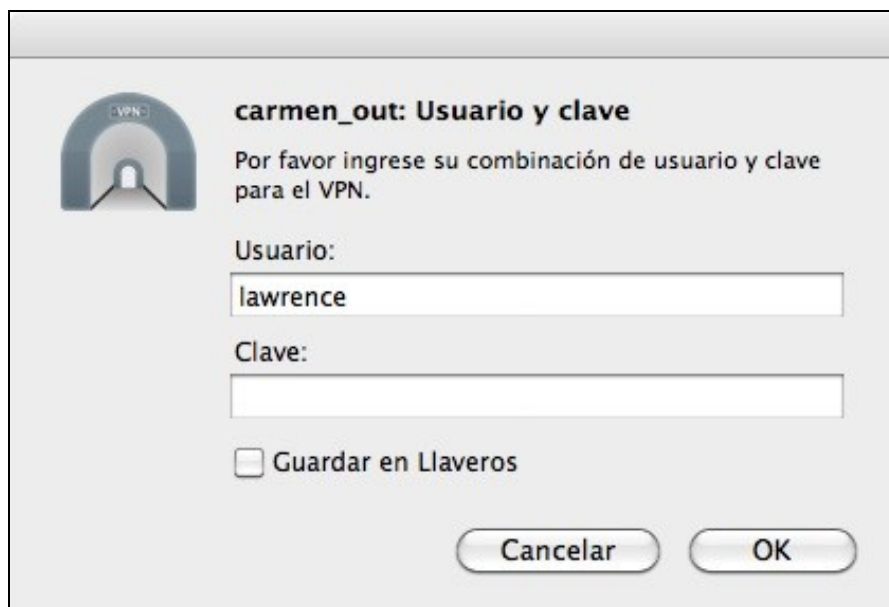 VPN
carmen_out: Usuario y clave
Por favor ingrese su combinación de usuario y clave
para el VPN.
Usuario:
lawrence
Clave:
Guardar en Llaveros
Cancelar OK